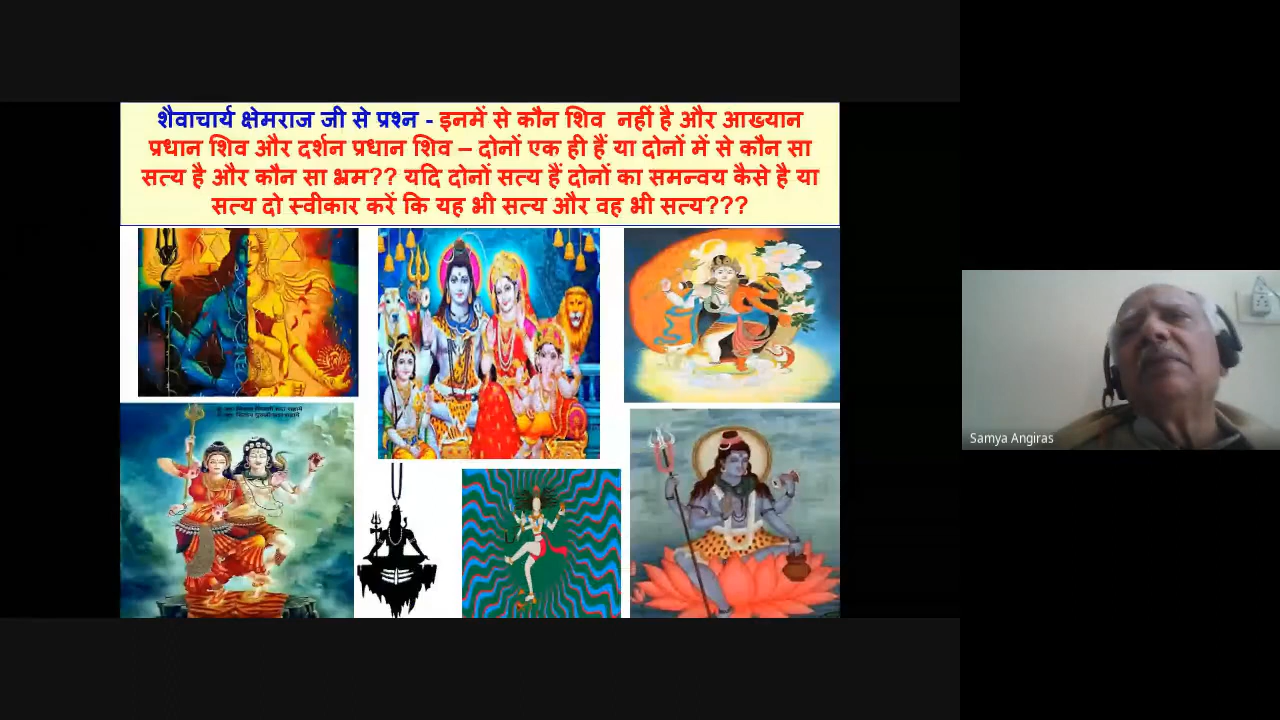 शैवाचार्य क्षेमराज जी से प्रश्न - इनमें से कौन शिव नहीं है और आख्यान
प्रधान शिव और दर्शन प्रधान शिव – दोनों एक ही हैं या दोनों में से कौन सा
सत्य है और कौन सा भ्रम?? यदि दोनों सत्य हैं दोनों का समन्वय कैसे है या
सत्य दो स्वीकार करें कि यह भी सत्य और वह भी सत्य???
Samya Angiras